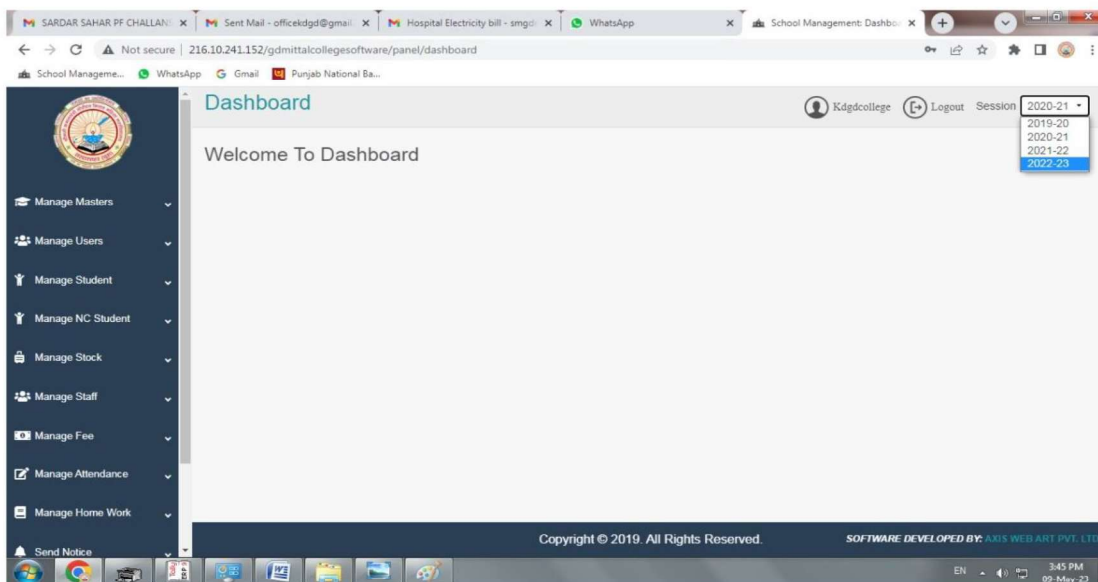 SARDAR SAHAR PF CHALLAN
Sent Mail - officekdgd@gmail.
Hospital Electricity bill - smgd
WhatsApp
School Management: Dashbo
Not secure | 216.10.241.152/gdmittalcollegesoftware/panel/dashboard
School Manageme... WhatsApp Gmail Punjab National Ba...
Dashboard
Kdgdcollege Logout Session 2020-21
2019-20
2020-21
2021-22
2022-23
Welcome To Dashboard
Manage Masters
Manage Users
Manage Student
Manage NC Student
Manage Stock
Manage Staff
Manage Fee
Manage Attendance
Manage Home Work
Send Notice
Copyright © 2019. All Rights Reserved. SOFTWARE DEVELOPED BY: AXIS WEB ART PVT. LTD
EN 3:45 PM
09-May-23